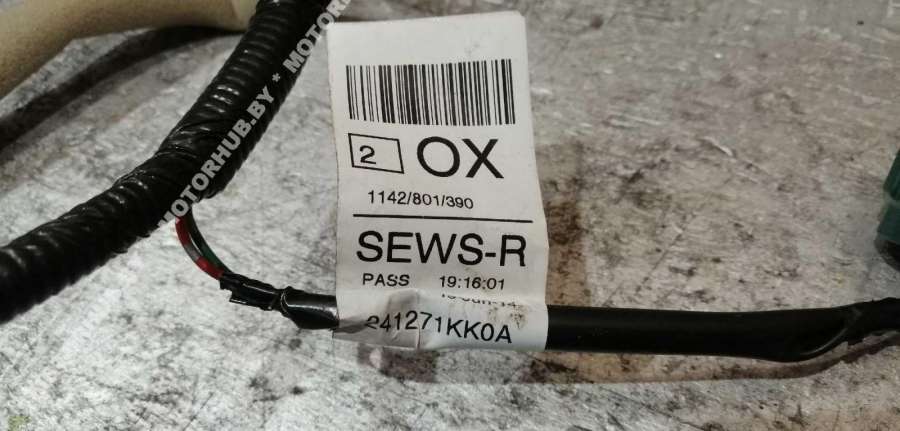 MOTORHUB.BY * MOTOR
2 OX
1142/801/390
SEWS-R
PASS 19:16:01
241271KK0A